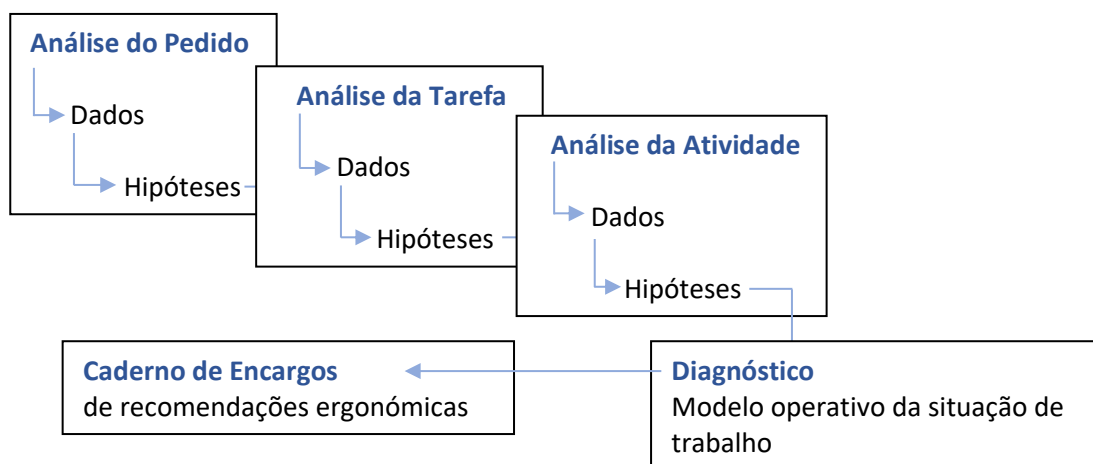 Análise do Pedido
Dados
Hipóteses
Análise da Tarefa
Dados
Hipóteses
Análise da Atividade
Dados
Hipóteses
Caderno de Encargos
de recomendações ergonómicas
Diagnóstico
Modelo operativo da situação de
trabalho